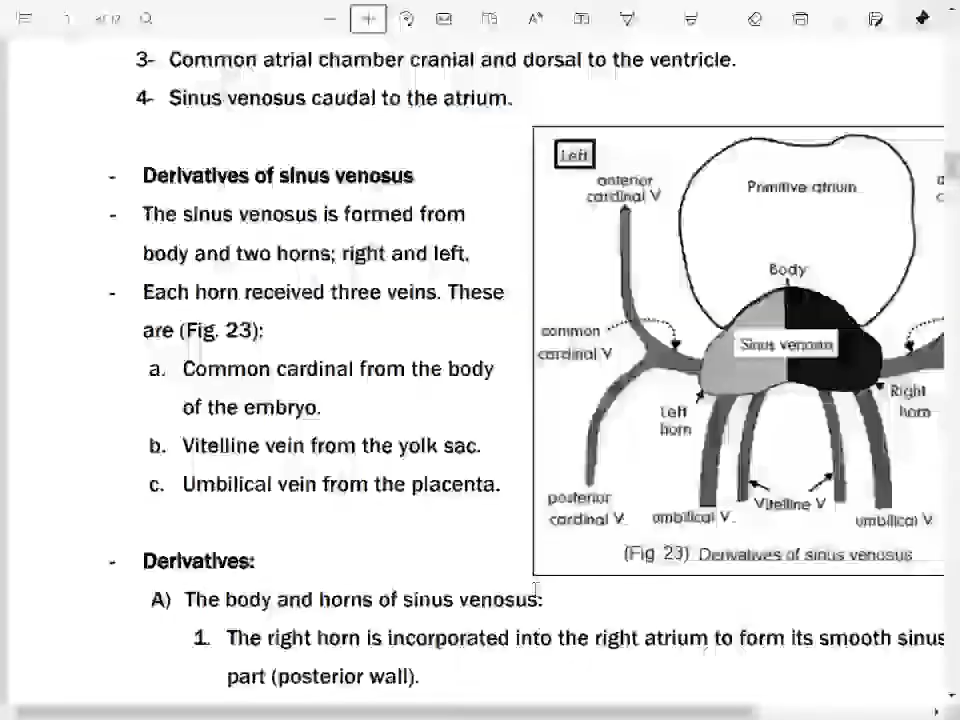 3- Common atrial chamber cranial and dorsal to the ventricle.
4- Sinus venosus caudal to the atrium.
- Derivatives of sinus venosus
- The sinus venosus is formed from
body and two horns; right and left.
- Each horn received three veins. These
are (Fig. 23):
a. Common cardinal from the body
of the embryo.
b. Vitelline vein from the yolk sac.
c. Umbilical vein from the placenta.
Left
anterior
cardinal V
Primitive atrium
Body
common
cardinal V
Sinus venosus
Left
horn
Right
horn
posterior
cardinal V.
umbilical V.
Vitelline V
umbilical V.
(Fig 23) Derivatives of sinus venosus
- Derivatives:
A) The body and horns of sinus venosus:
1. The right horn is incorporated into the right atrium to form its smooth sinus
part (posterior wall).